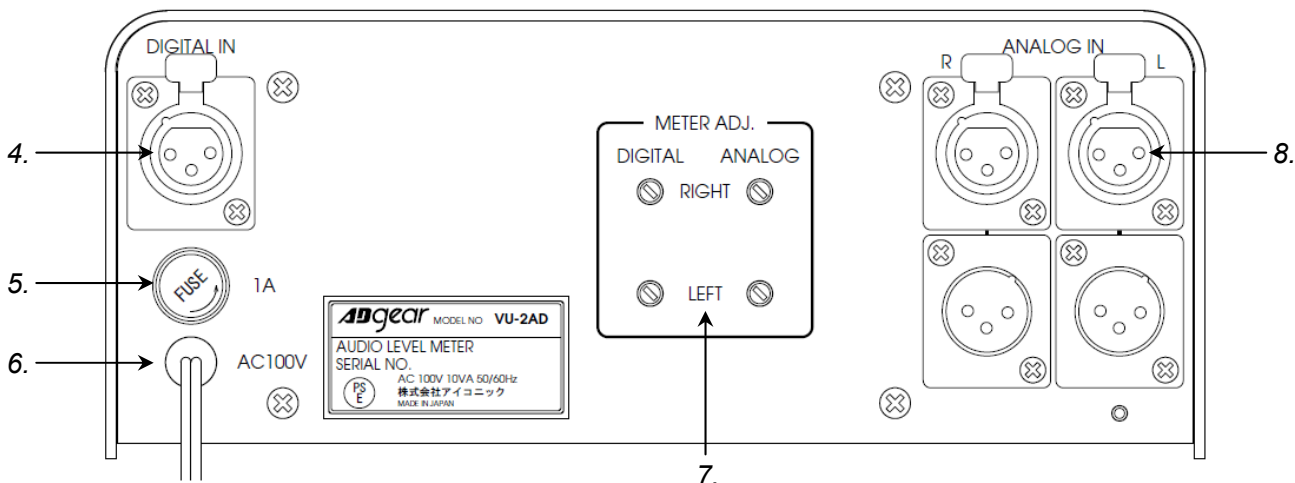 DIGITAL IN
ANALOG IN
R
L
4.
METER ADJ.
DIGITAL ANALOG
RIGHT
LEFT
8.
5.
FUSE
1A
6.
AC100V
ADgear MODEL NO VU-2AD
AUDIO LEVEL METER
SERIAL NO.
PS
E
AC 100V 10VA 50/60Hz
株式会社アイコニック
MADE IN JAPAN
7.